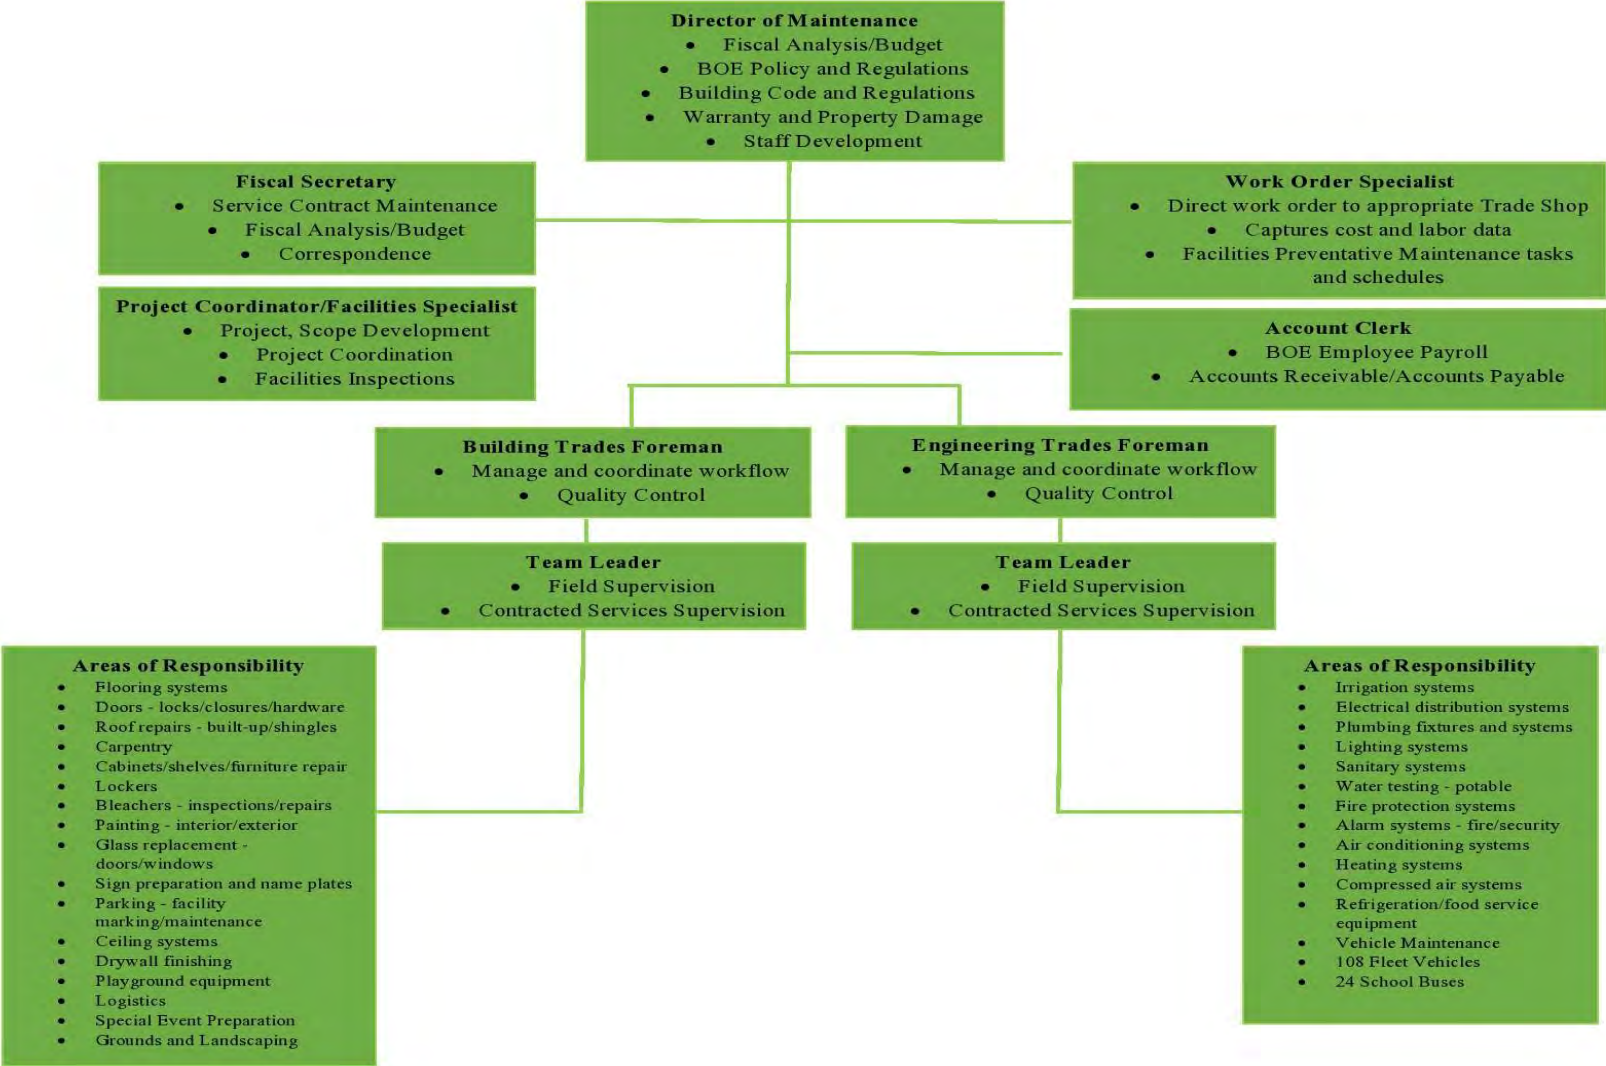 Director of Maintenance
• Fiscal Analysis/Budget
• BOE Policy and Regulations
• Building Code and Regulations
• Warranty and Property Damage
• Staff Development
Fiscal Secretary
• Service Contract Maintenance
• Fiscal Analysis/Budget
• Correspondence
Work Order Specialist
• Direct work order to appropriate Trade Shop
• Captures cost and labor data
• Facilities Preventative Maintenance tasks
and schedules
Project Coordinator/Facilities Specialist
• Project, Scope Development
• Project Coordination
• Facilities Inspections
Account Clerk
• BOE Employee Payroll
• Accounts Receivable/Accounts Payable
Building Trades Foreman
• Manage and coordinate workflow
• Quality Control
Engineering Trades Foreman
• Manage and coordinate workflow
• Quality Control
Team Leader
• Field Supervision
• Contracted Services Supervision
Team Leader
• Field Supervision
• Contracted Services Supervision
Areas of Responsibility
• Flooring systems
• Doors - locks/closures/hardware
• Roof repairs - built-up/shingles
• Carpentry
• Cabinets/shelves/furniture repair
• Lockers
• Bleachers - inspections/repairs
• Painting - interior/exterior
• Glass replacement -
doors/windows
• Sign preparation and name plates
• Parking - facility
marking/maintenance
• Ceiling systems
• Drywall finishing
• Playground equipment
• Logistics
• Special Event Preparation
• Grounds and Landscaping
Areas of Responsibility
• Irrigation systems
• Electrical distribution systems
• Plumbing fixtures and systems
• Lighting systems
• Sanitary systems
• Water testing - potable
• Fire protection systems
• Alarm systems - fire/security
• Air conditioning systems
• Heating systems
• Compressed air systems
• Refrigeration/food service
equipment
• Vehicle Maintenance
• 108 Fleet Vehicles
• 24 School Buses